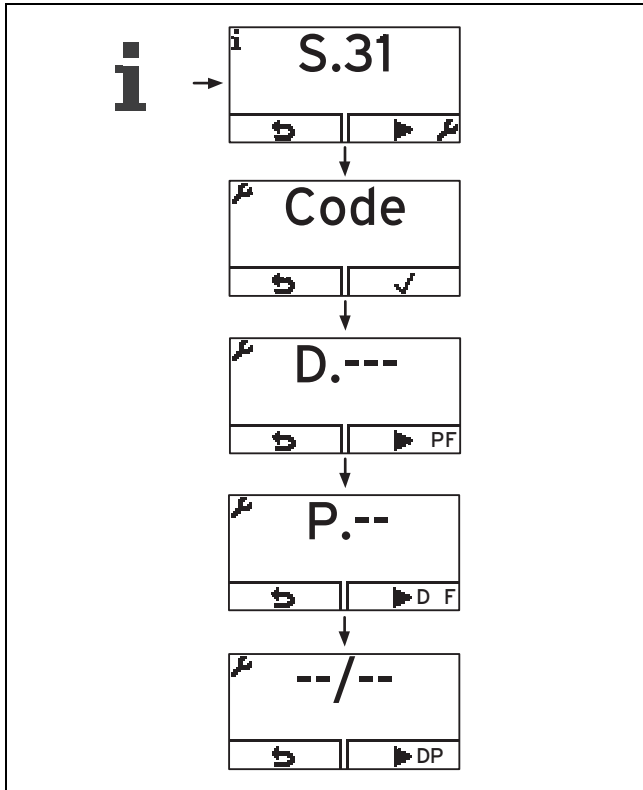 i
i
S.31
Code
D.---
PF
P.--
D F
--/--
DP